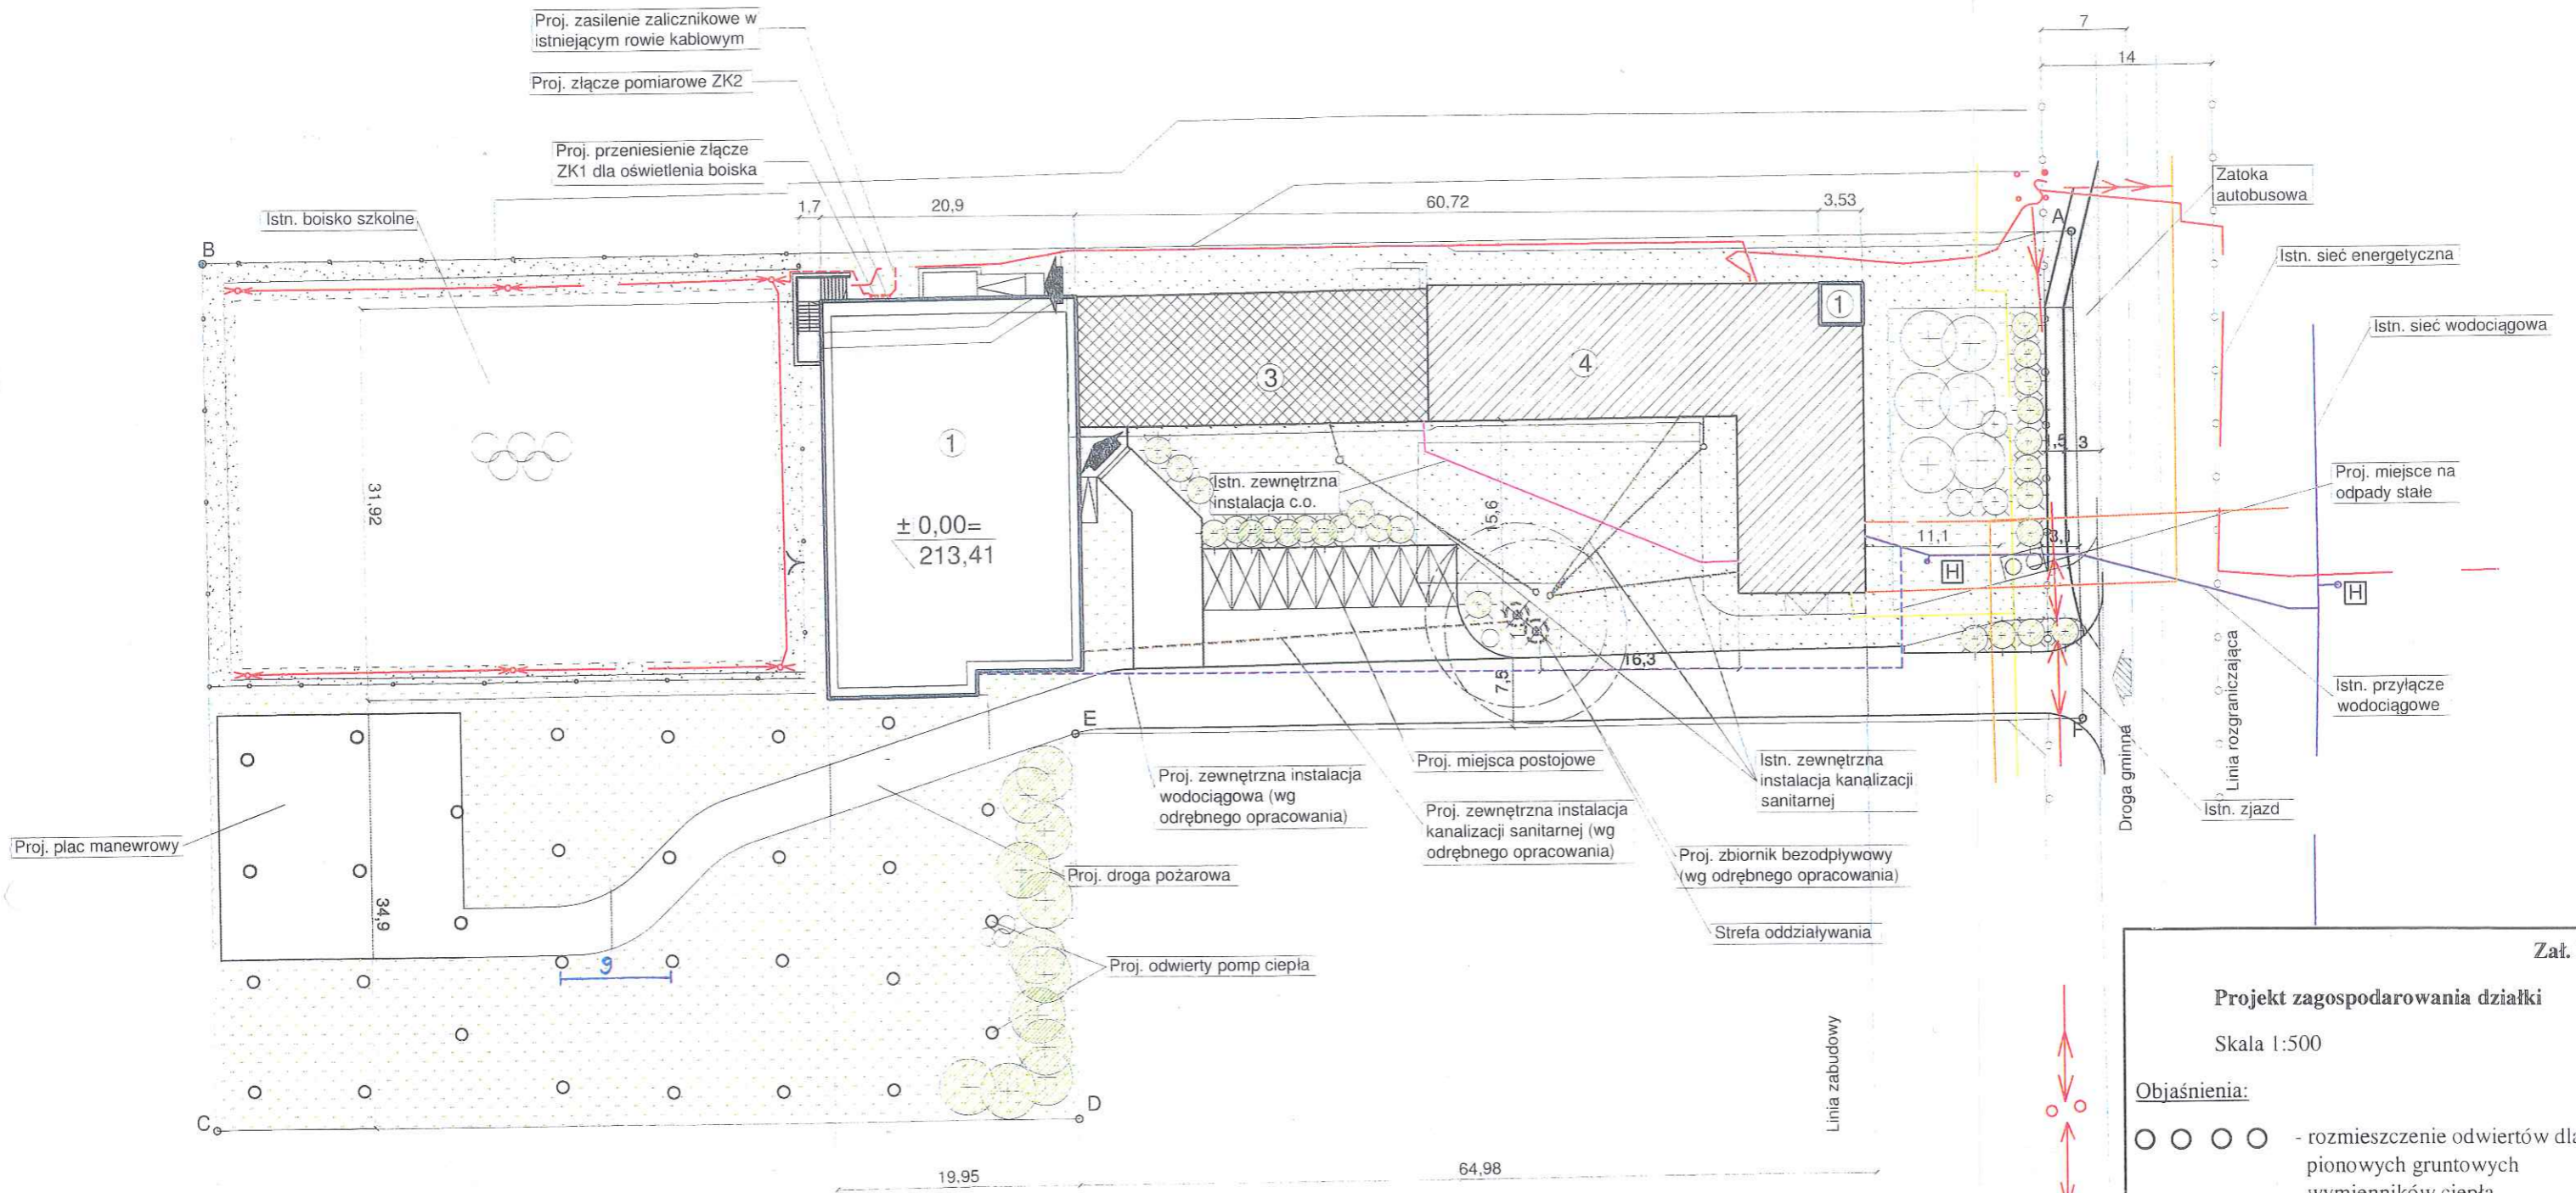 Proj. zasilenie zalicznikowe w
istniejącym rowie kablowym
Proj. złącze pomiarowe ZK2
Proj. przeniesienie złącze
ZK1 dla oświetlenia boiska
Istn. boisko szkolne
7
14
1,7
20,9
60,72
3,53
Zatoka
autobusowa
A
B
Istn. sieć energetyczna
Istn. sieć wodociągowa
1
3
4
1
31,92
± 0,00=
213,41
Istn. zewnętrzna
instalacja c.o.
15,6
1,5
3
Proj. miejsce na
odpady stałe
11,1
3,1
H
H
16,3
7,5
Istn. przyłącze
wodociągowe
Linia rozgraniczająca
Droga gminna
E
F
Proj. zewnętrzna instalacja
wodociągowa (wg
odrębnego opracowania)
Proj. miejsca postojowe
Istn. zewnętrzna
instalacja kanalizacji
sanitarnej
Proj. zewnętrzna instalacja
kanalizacji sanitarnej (wg
odrębnego opracowania)
Istn. zjazd
Proj. plac manewrowy
Proj. droga pożarowa
Proj. zbiornik bezodpływowy
(wg odrębnego opracowania)
Strefa oddziaływania
34,9
9
Proj. odwierty pomp ciepła
Linia zabudowy
C
D
19,95
64,98
Zał.
Projekt zagospodarowania działki
Skala 1:500
Objaśnienia:
- rozmieszczenie odwiertów dla
pionowych gruntowych
wymienników ciepła